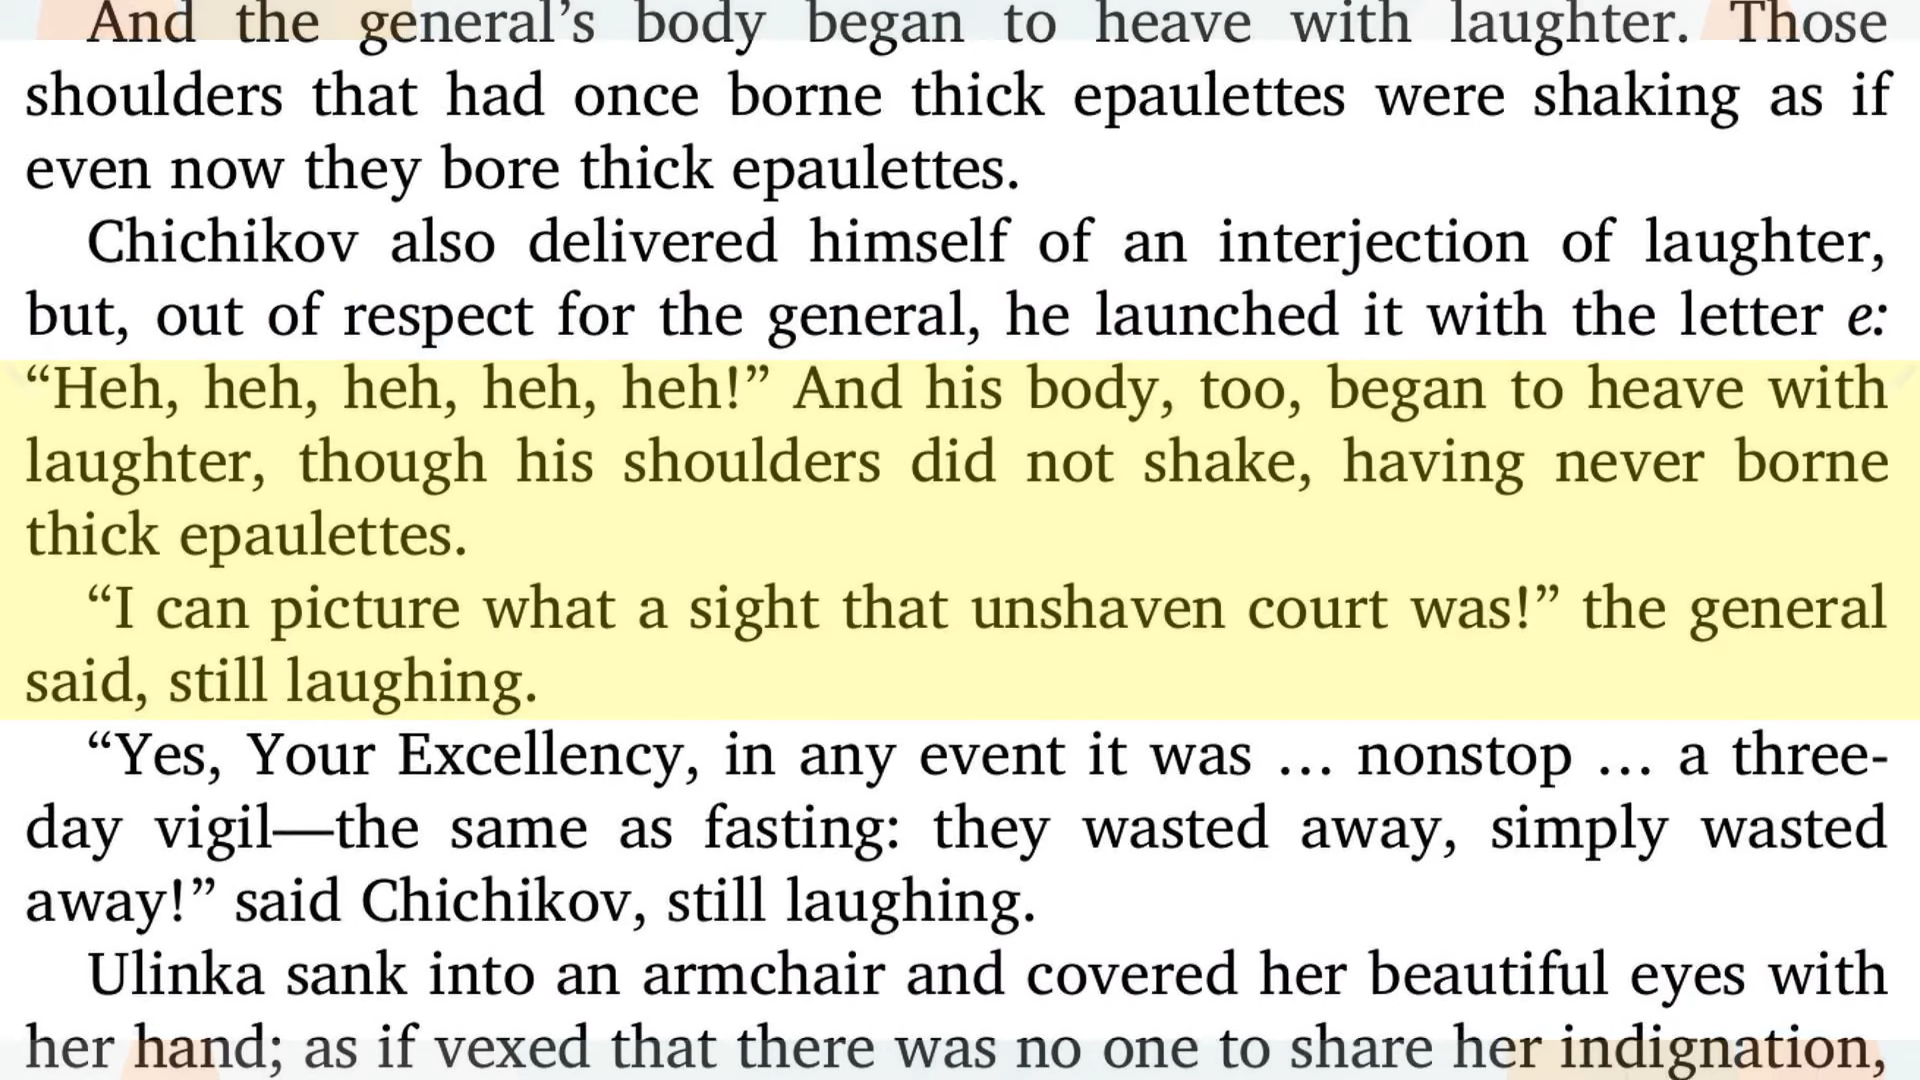 And the general’s body began to heave with laughter. Those
shoulders that had once borne thick epaulettes were shaking as if
even now they bore thick epaulettes.
Chichikov also delivered himself of an interjection of laughter,
but, out of respect for the general, he launched it with the letter e:
“Heh, heh, heh, heh, heh!” And his body, too, began to heave with
laughter, though his shoulders did not shake, having never borne
thick epaulettes.
“I can picture what a sight that unshaven court was!” the general
said, still laughing.
“Yes, Your Excellency, in any event it was … nonstop … a three-
day vigil—the same as fasting: they wasted away, simply wasted
away!” said Chichikov, still laughing.
Ulinka sank into an armchair and covered her beautiful eyes with
her hand; as if vexed that there was no one to share her indignation,